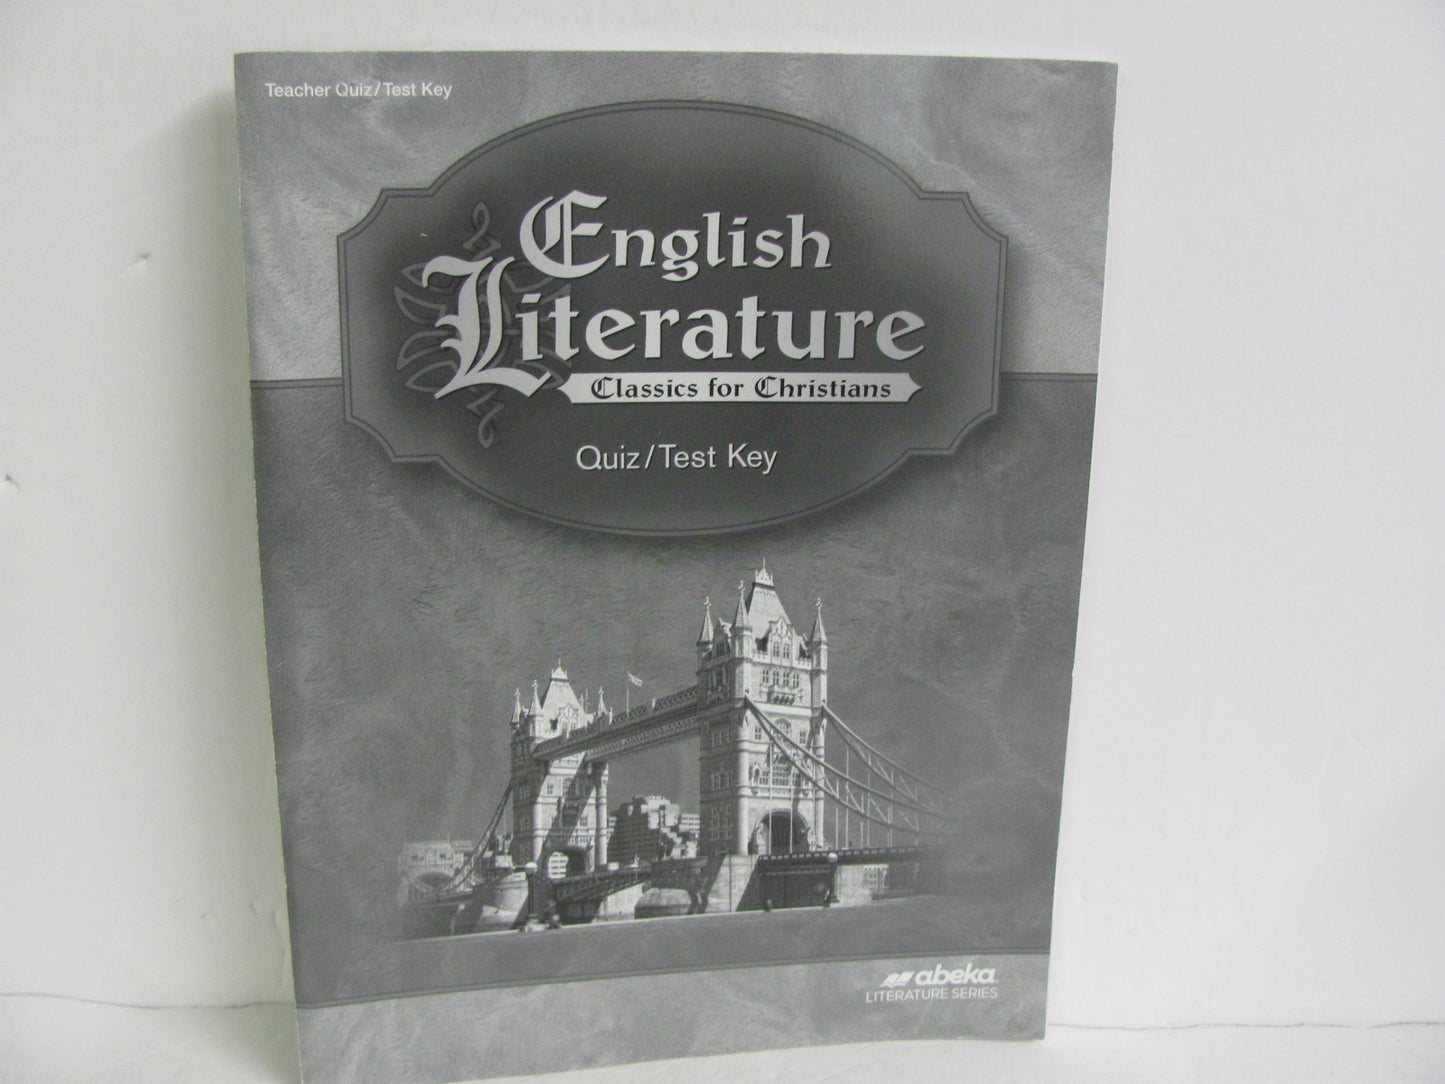 Teacher Quiz/Test Key
English
Literature
Classics for Christians
Quiz/Test Key
abeka
LITERATURE SERIES